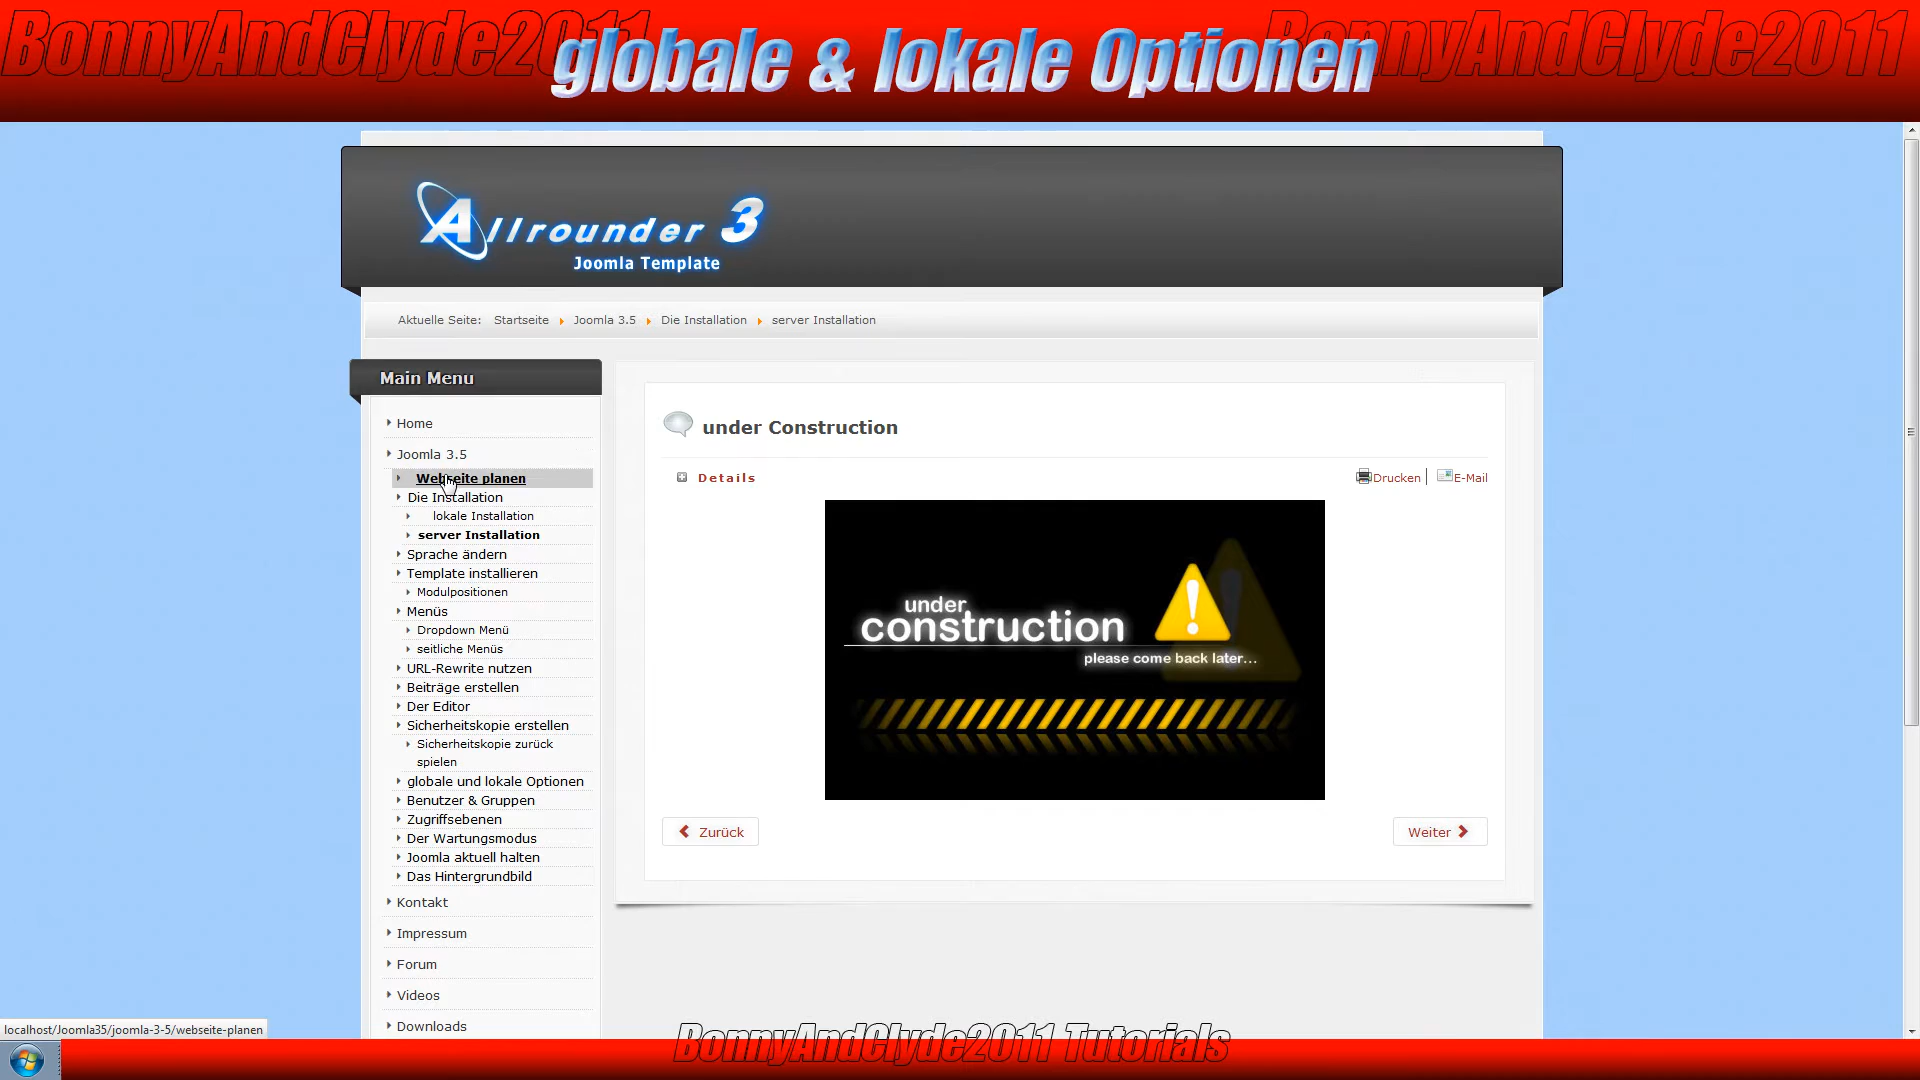 BonnyAndClyde2011
globale & lokale Optionen
BonnyAndClyde2011
Allrounder 3
Joomla Template
Aktuelle Seite: Startseite Joomla 3.5 Die Installation server Installation
Main Menu
Home
Joomla 3.5
Webseite planen
Die Installation
lokale Installation
server Installation
Sprache ändern
Template installieren
Modulpositionen
Menüs
Dropdown Menü
seitliche Menüs
URL-Rewrite nutzen
Beiträge erstellen
Der Editor
Sicherheitskopie erstellen
Sicherheitskopie zurück
spielen
globale und lokale Optionen
Benutzer & Gruppen
Zugriffsebenen
Der Wartungsmodus
Joomla aktuell halten
Das Hintergrundbild
Kontakt
Impressum
Forum
Videos
Downloads
under Construction
Details
Drucken | E-Mail
under
construction
please come back later...
Zurück
Weiter
localhost/Joomla35/joomla-3-5/webseite-planen
BonnyAndClyde2011 Tutorials